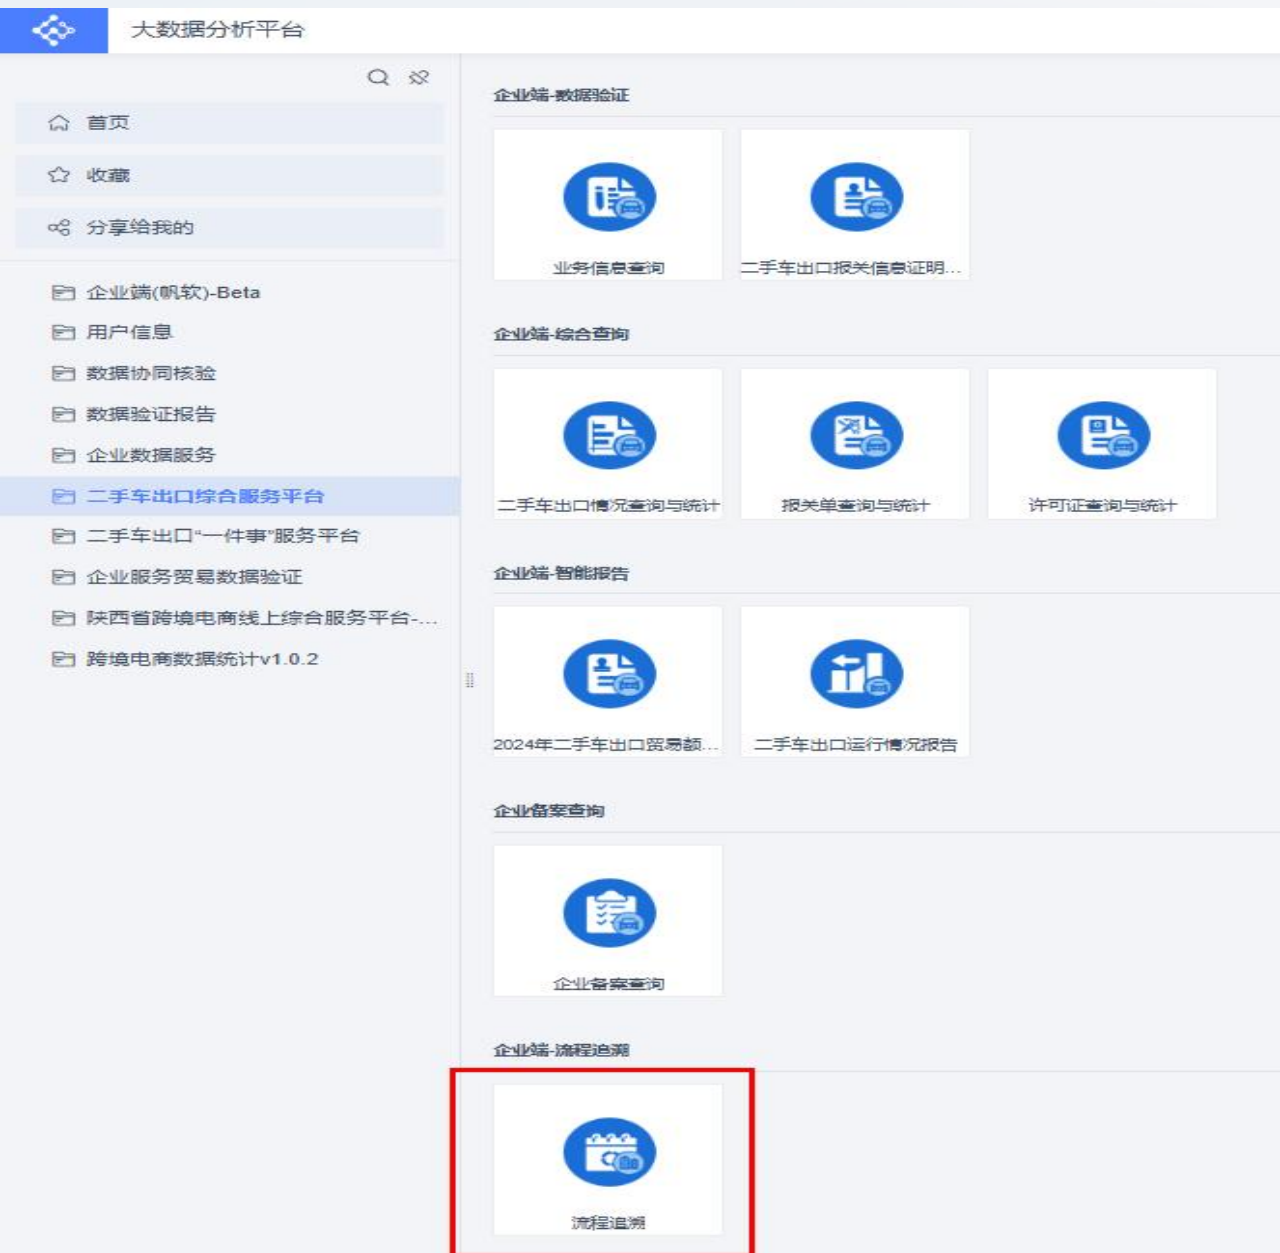 大数据分析平台
首页
收藏
分享给我的
企业端(帆软)-Beta
用户信息
数据协同核验
数据验证报告
企业数据服务
二手车出口综合服务平台
二手车出口“一件事”服务平台
企业服务贸易数据验证
陕西省跨境电商线上综合服务平台-...
跨境电商数据统计v1.0.2
企业端-数据验证
业务信息查询
二手车出口报关信息证明...
企业端-综合查询
二手车出口情况查询与统计
报关单查询与统计
许可证查询与统计
企业端-智能报告
2024年二手车出口贸易额...
二手车出口运行情况报告
企业备案查询
企业备案查询
企业端-流程追溯
流程追溯